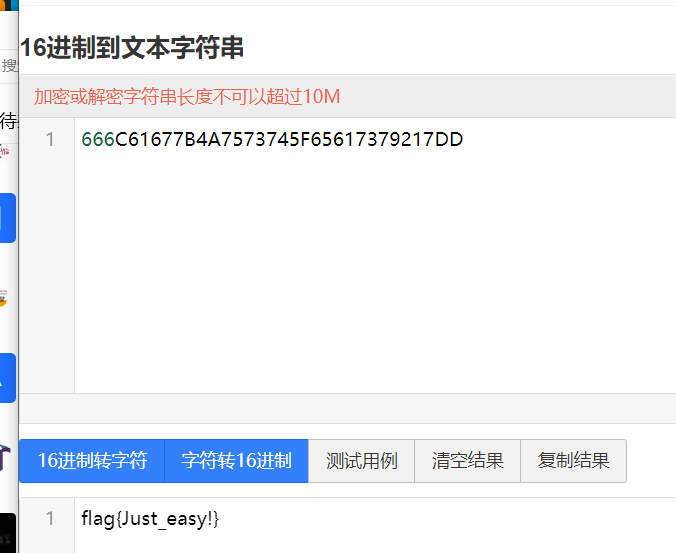 16进制到文本字符串
搜
加密或解密字符串长度不可以超过10M
待
1 666C61677B4A7573745F65617379217DD
16进制转字符 字符转16进制 测试用例 清空结果 复制结果
1 flag{Just_easy!}